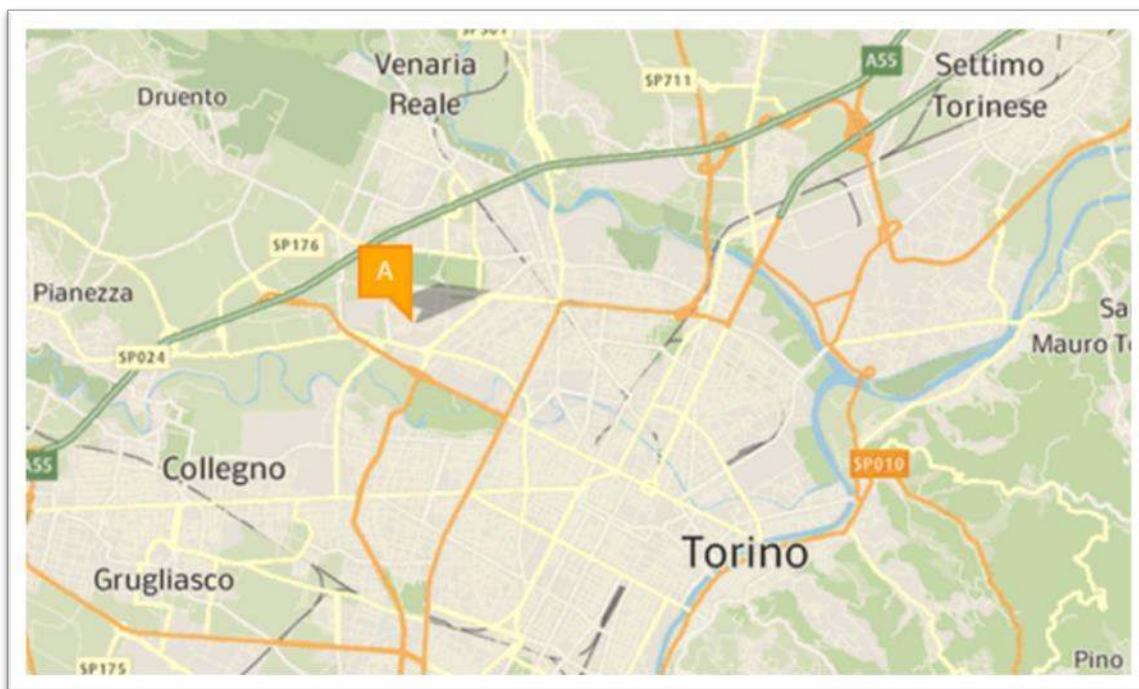 Venaria
Reale
Druento
SP711
A55
Settimo
Torinese
SP176
A
Pianezza
SP024
Sa
Mauro To
A55
Collegno
SP010
Torino
Grugliasco
SP175
Pino